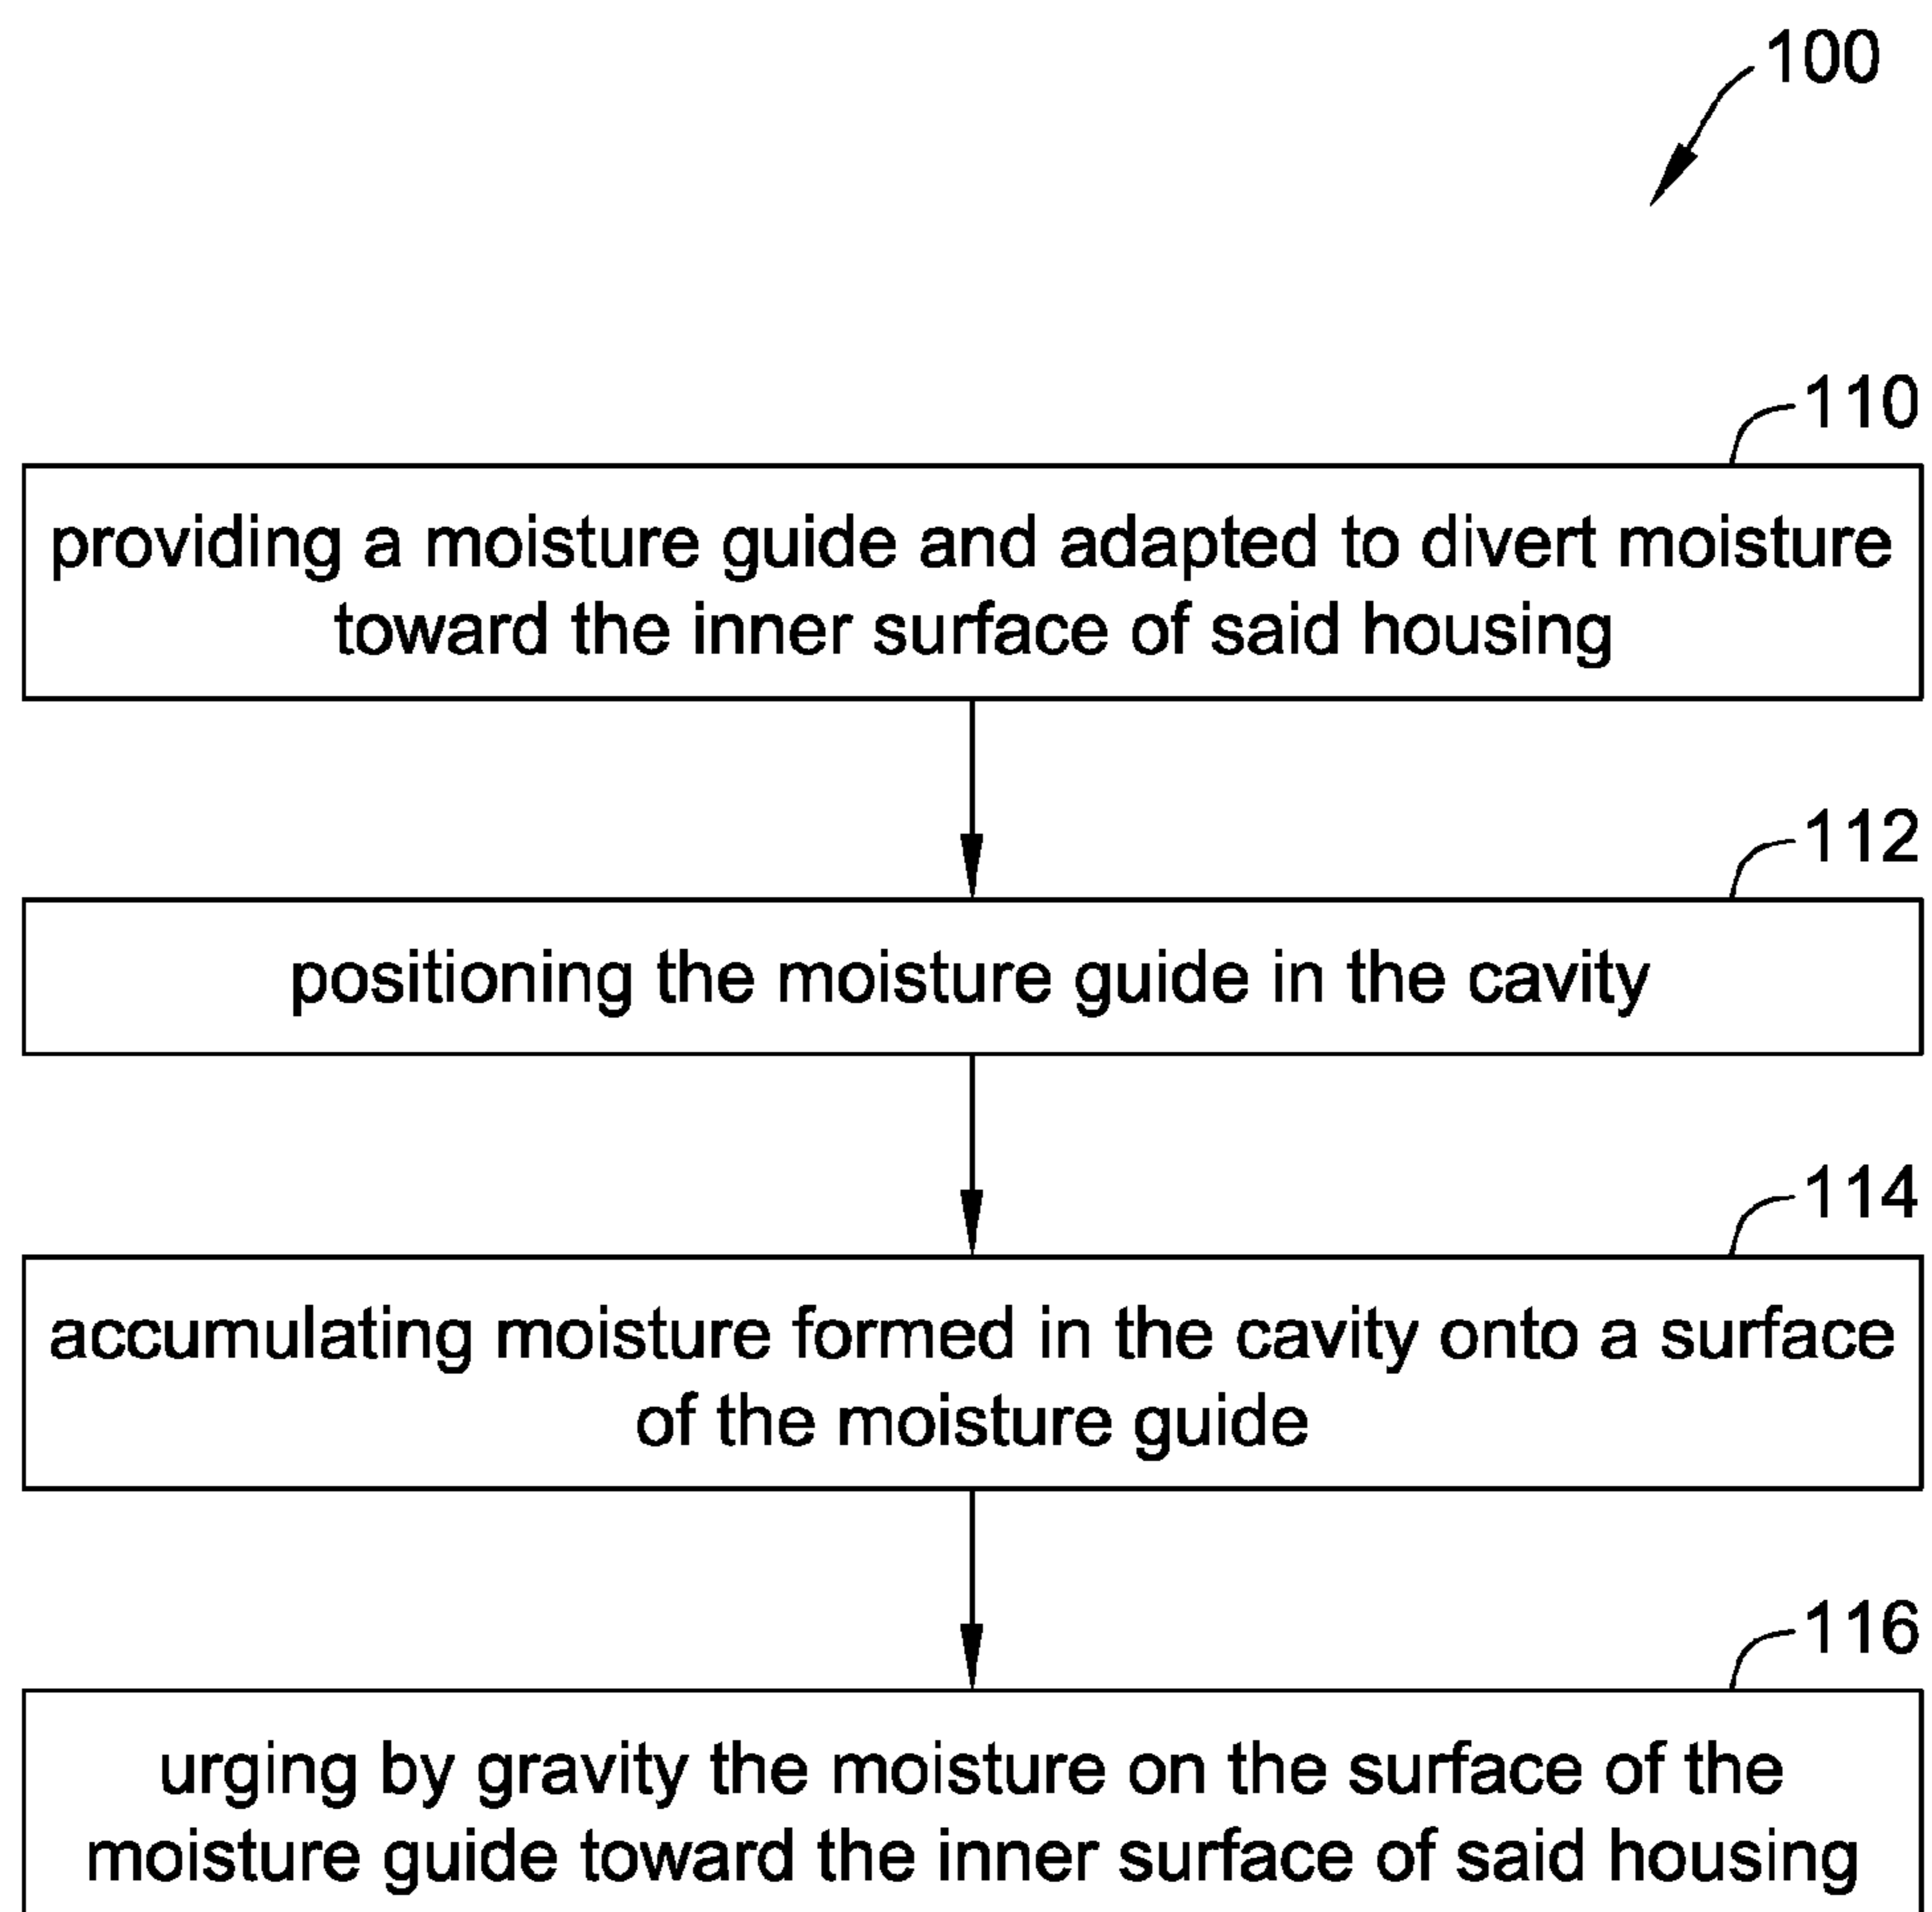 100
110
providing a moisture guide and adapted to divert moisture
toward the inner surface of said housing
112
positioning the moisture guide in the cavity
114
accumulating moisture formed in the cavity onto a surface
of the moisture guide
116
urging by gravity the moisture on the surface of the
moisture guide toward the inner surface of said housing